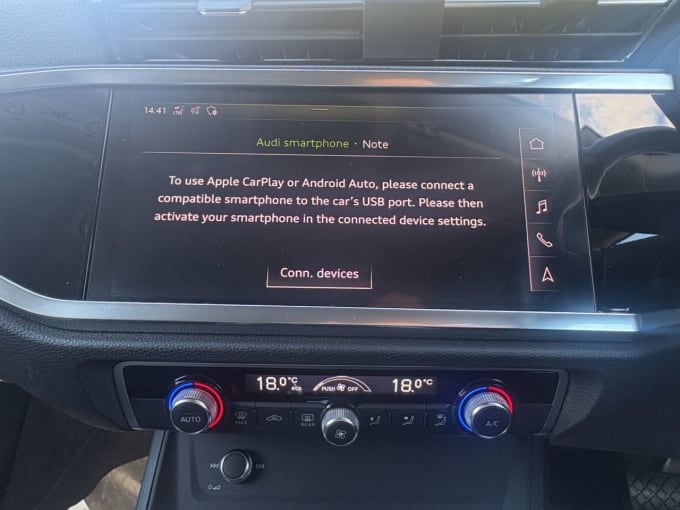 14:41 LTE
Audi smartphone · Note
To use Apple CarPlay or Android Auto, please connect a
compatible smartphone to the car's USB port. Please then
activate your smartphone in the connected device settings.
Conn. devices
18.0°C eco PUSH OFF 18.0°C
AUTO MAX REAR A/C